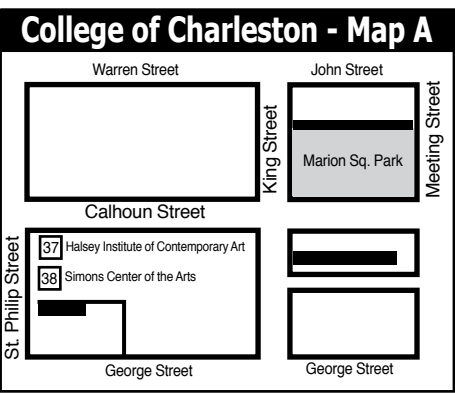 College of Charleston - Map A
Warren Street
John Street
King Street
Meeting Street
Marion Sq. Park
Calhoun Street
St. Philip Street
37 Halsey Institute of Contemporary Art
38 Simons Center of the Arts
George Street
George Street